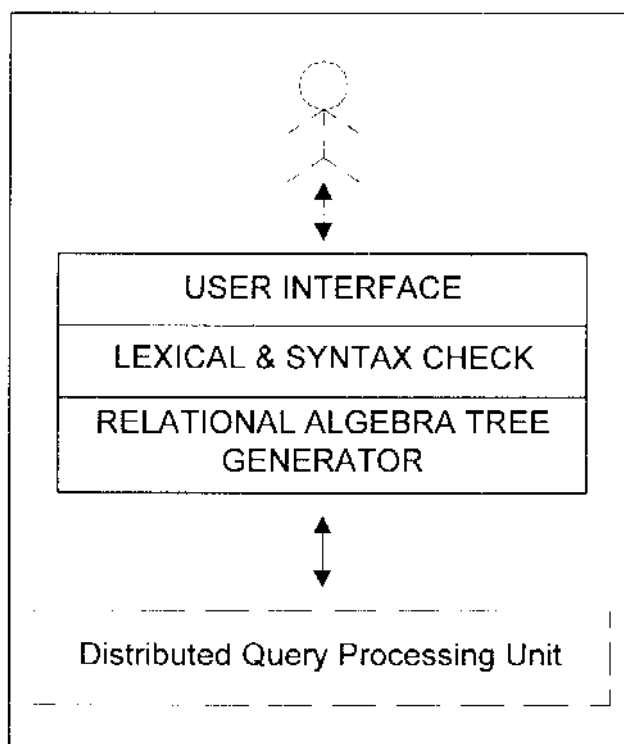 USER INTERFACE
LEXICAL & SYNTAX CHECK
RELATIONAL ALGEBRA TREE
GENERATOR
Distributed Query Processing Unit